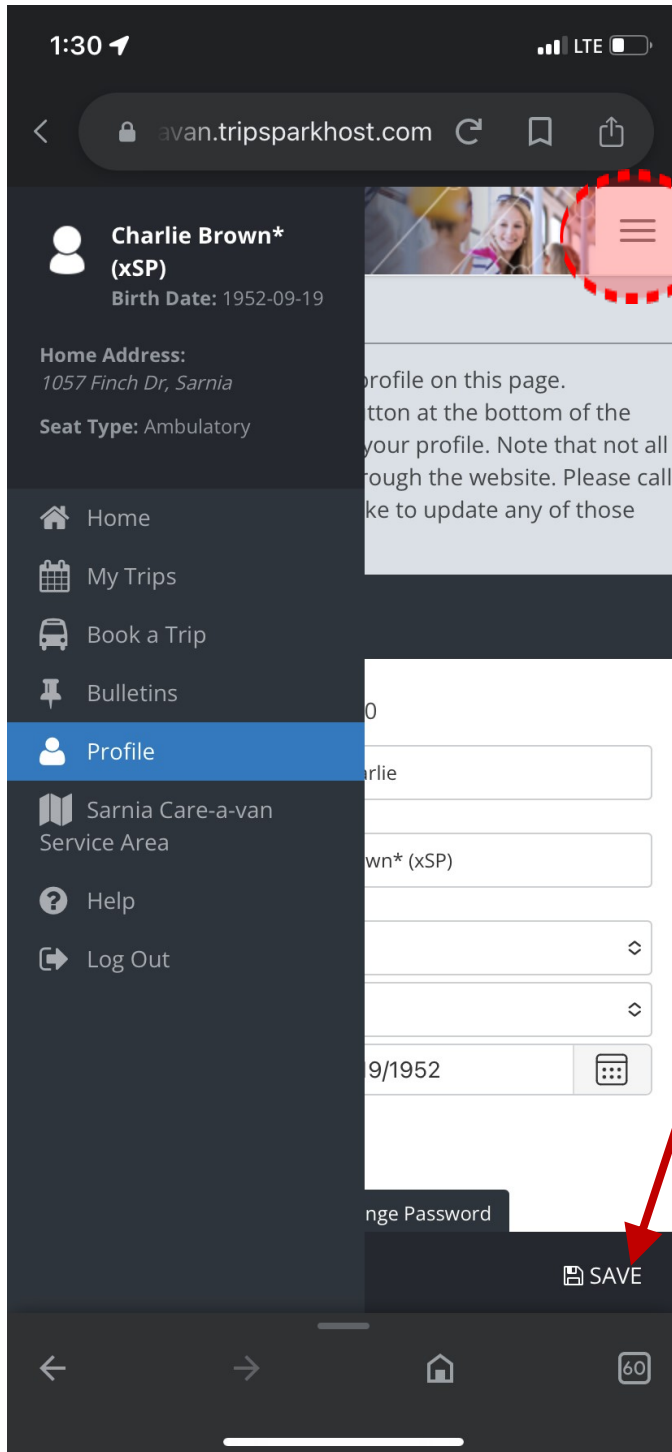 1:30
LTE
avan.tripsparkhost.com
Charlie Brown*
(xSP)
Birth Date: 1952-09-19
Home Address:
1057 Finch Dr, Sarnia
Seat Type: Ambulatory
Home
My Trips
Book a Trip
Bulletins
Profile
Sarnia Care-a-van
Service Area
Help
Log Out
profile on this page.
tton at the bottom of the
your profile. Note that not all
rough the website. Please call
ke to update any of those
0
arlie
wn* (xSP)
9/1952
nge Password
SAVE
60